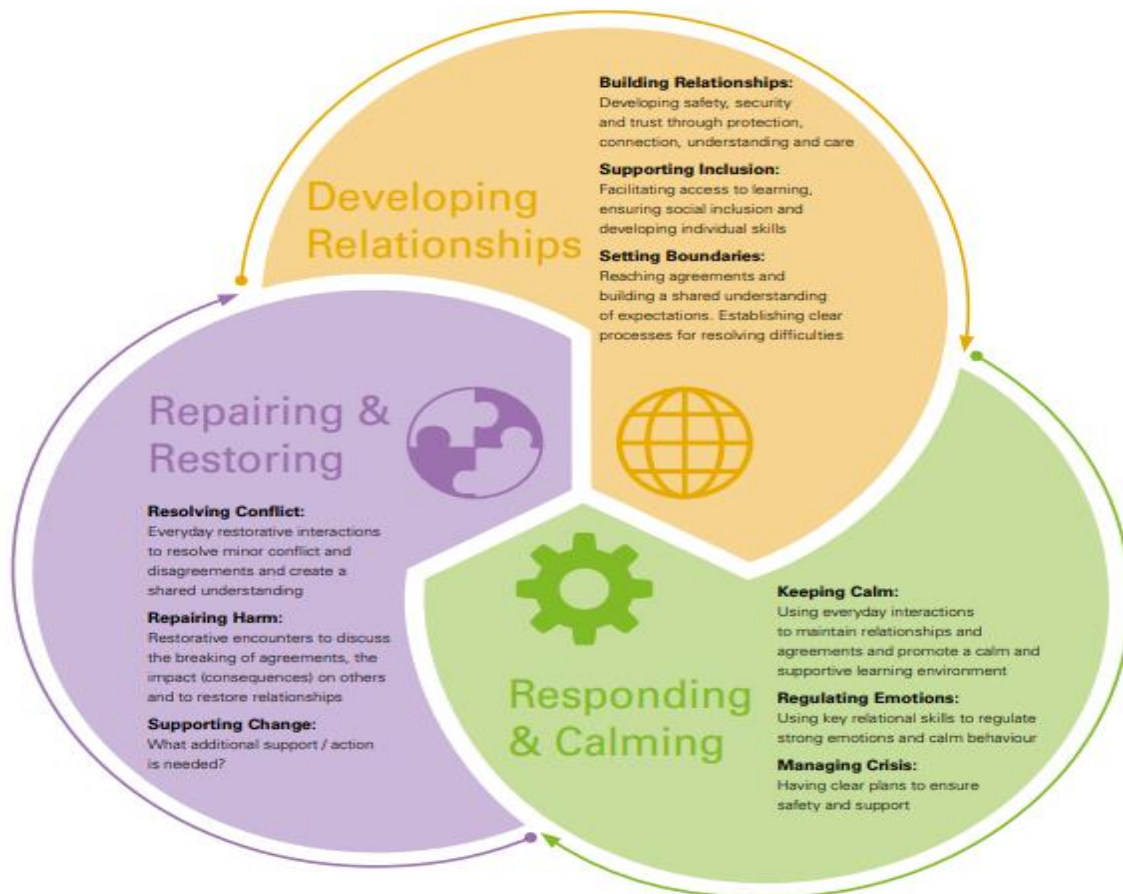 Developing
Relationships
Building Relationships:
Developing safety, security
and trust through protection,
connection, understanding and care
Supporting Inclusion:
Facilitating access to learning,
ensuring social inclusion and
developing individual skills
Setting Boundaries:
Reaching agreements and
building a shared understanding
of expectations. Establishing clear
processes for resolving difficulties
Responding
& Calming
Keeping Calm:
Using everyday interactions
to maintain relationships and
agreements and promote a calm and
supportive learning environment
Regulating Emotions:
Using key relational skills to regulate
strong emotions and calm behaviour
Managing Crisis:
Having clear plans to ensure
safety and support
Repairing &
Restoring
Resolving Conflict:
Everyday restorative interactions
to resolve minor conflict and
disagreements and create a
shared understanding
Repairing Harm:
Restorative encounters to discuss
the breaking of agreements, the
impact (consequences) on others
and to restore relationships
Supporting Change:
What additional support / action
is needed?